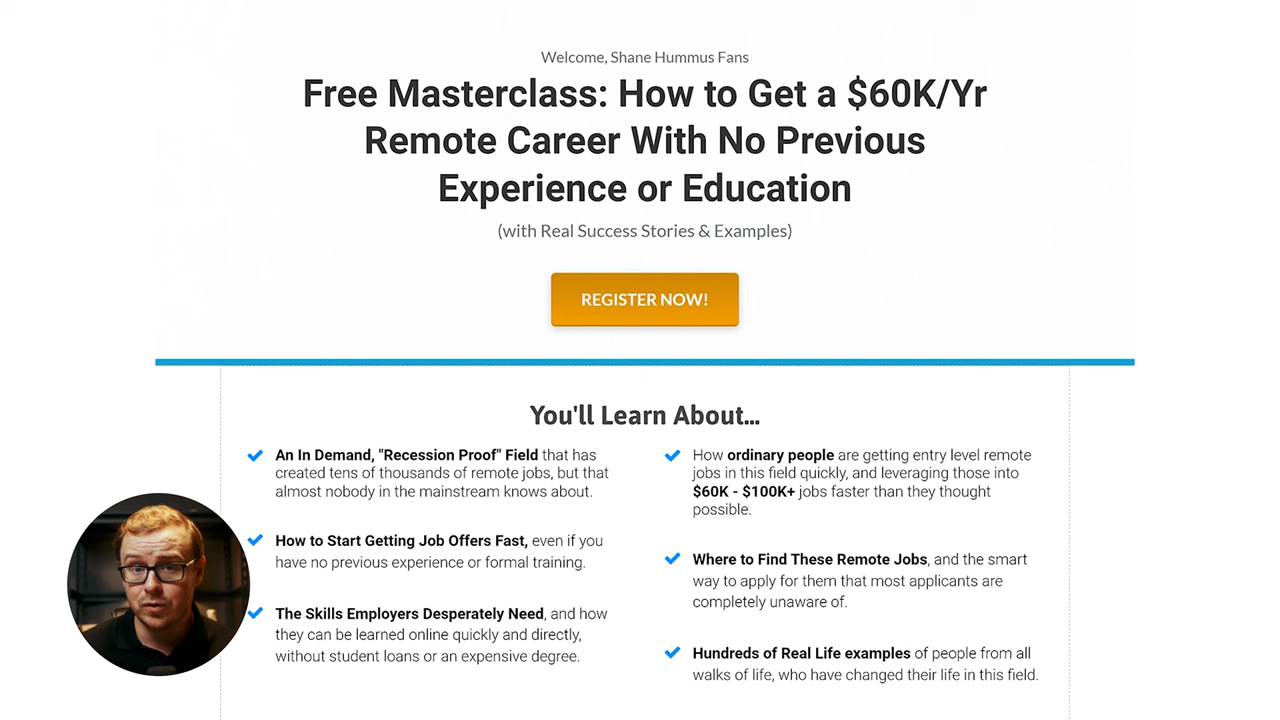 Welcome, Shane Hummus Fans
Free Masterclass: How to Get a $60K/Yr
Remote Career With No Previous
Experience or Education
(with Real Success Stories & Examples)
REGISTER NOW!
You'll Learn About...
An In Demand, "Recession Proof" Field that has
created tens of thousands of remote jobs, but that
almost nobody in the mainstream knows about.
How to Start Getting Job Offers Fast, even if you
have no previous experience or formal training.
The Skills Employers Desperately Need, and how
they can be learned online quickly and directly,
without student loans or an expensive degree.
How ordinary people are getting entry level remote
jobs in this field quickly, and leveraging those into
$60K - $100K+ jobs faster than they thought
possible.
Where to Find These Remote Jobs, and the smart
way to apply for them that most applicants are
completely unaware of.
Hundreds of Real Life examples of people from all
walks of life, who have changed their life in this field.